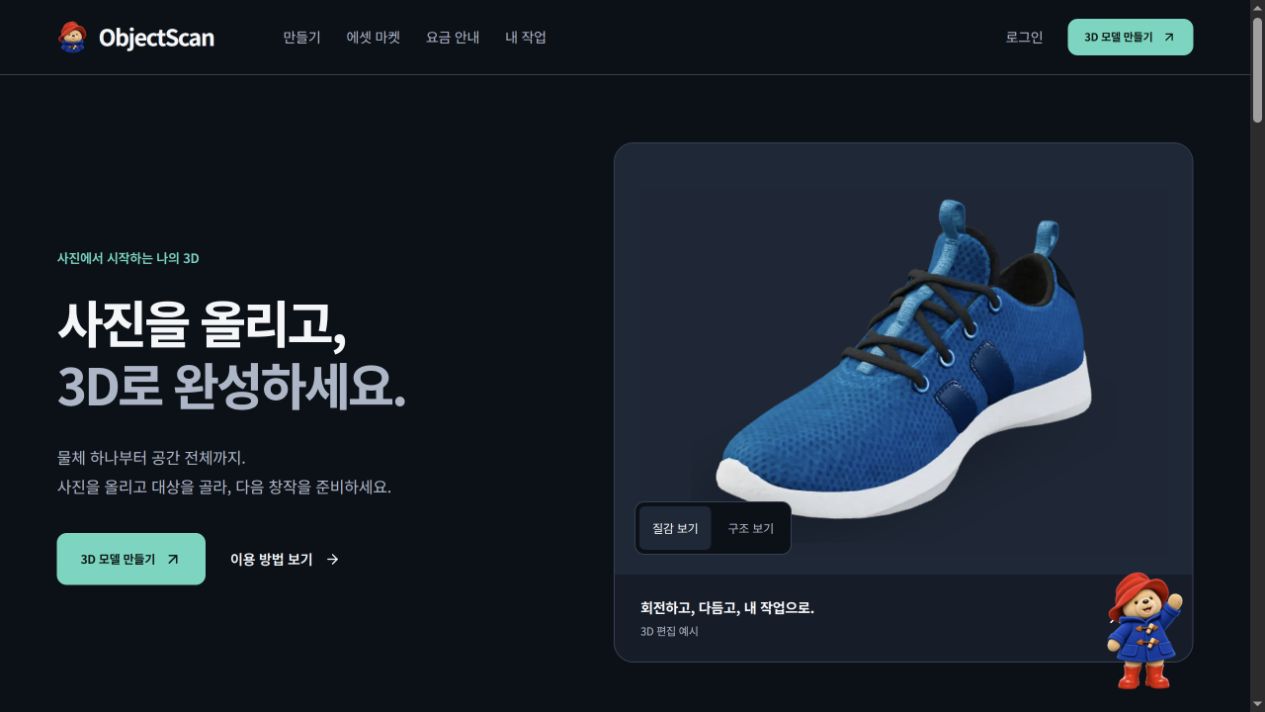 ObjectScan
만들기
에셋 마켓
요금 안내
내 작업
로그인
3D 모델 만들기
사진에서 시작하는 나의 3D
사진을 올리고,
3D로 완성하세요.
물체 하나부터 공간 전체까지.
사진을 올리고 대상을 골라, 다음 창작을 준비하세요.
3D 모델 만들기
이용 방법 보기
질감 보기
구조 보기
회전하고, 다듬고, 내 작업으로.
3D 편집 예시